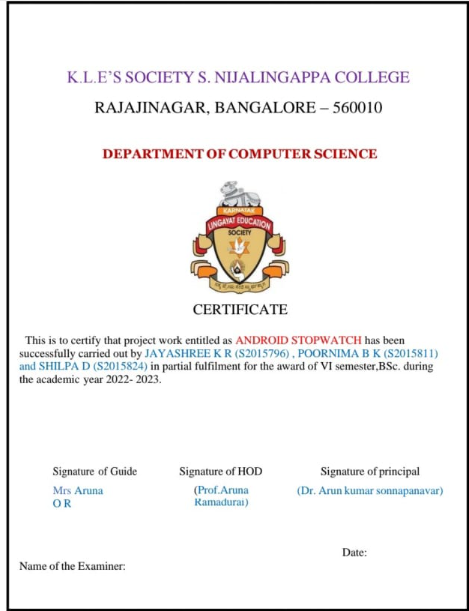 K.L.E'S SOCIETY S. NIJALINGAPPA COLLEGE
RAJAJINAGAR, BANGALORE – 560010
DEPARTMENT OF COMPUTER SCIENCE
KARNATAK
LINGAYAT EDUCATION
SOCIETY
CERTIFICATE
This is to certify that project work entitled as ANDROID STOPWATCH has been
successfully carried out by JAYASHREE K R (S2015796) , POORNIMA B K (S2015811)
and SHILPA D (S2015824) in partial fulfilment for the award of VI semester,BSc. during
the academic year 2022- 2023.
Signature of Guide Signature of HOD Signature of principal
Mrs Aruna (Prof.Aruna (Dr. Arun kumar sonnapanavar)
O R Ramadurai)
Date:
Name of the Examiner: